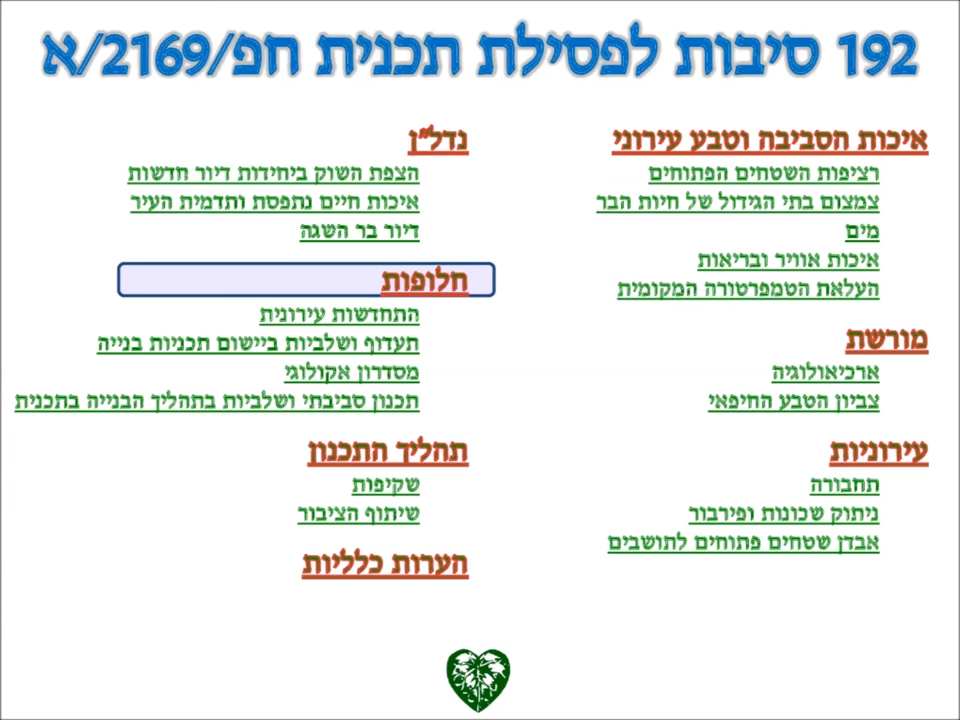 192 סיבות לפסילת תכנית חפ/2169/א
איכות הסביבה וטבע עירוני
רציפות השטחים הפתוחים
צמצום בתי הגידול של חיות הבר
מים
איכות אוויר ובריאות
העלאת הטמפרטורה המקומית
מורשת
ארכיאולוגיה
צביון הטבע החיפאי
עירוניות
תחבורה
ניתוק שכונות ופירבור
אבדן שטחים פתוחים לתושבים
נדל"ן
הצפת השוק ביחידות דיור חדשות
איכות חיים נתפסת ותדמית העיר
דיור בר השגה
חלופות
התחדשות עירונית
תעדוף ושלביות ביישום תכניות בנייה
מסדרון אקולוגי
תכנון סביבתי ושלביות בתהליך הבנייה בתכנית
תהליך התכנון
שקיפות
שיתוף הציבור
הערות כלליות